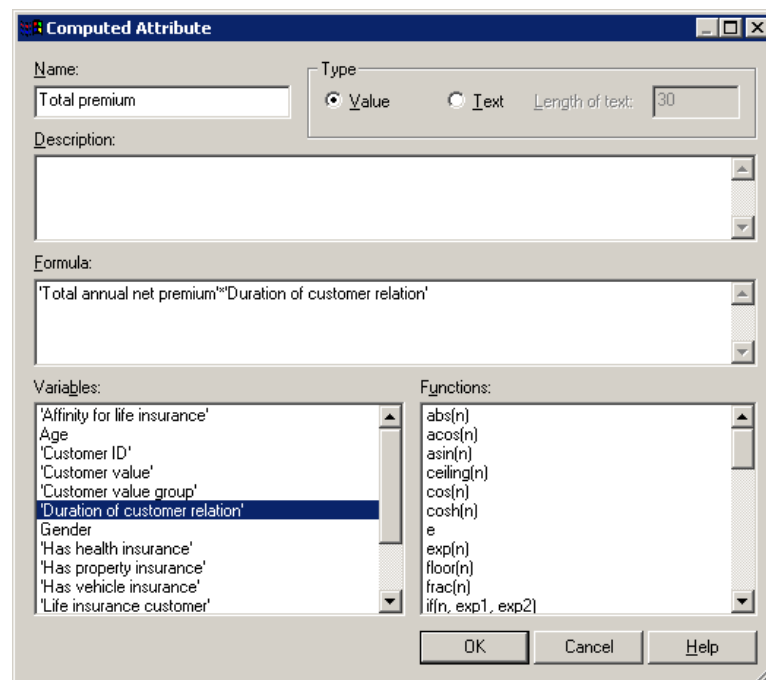 Computed Attribute
Name:
Total premium
Type
Value
Text
Length of text:
30
Description:
Formula:
'Total annual net premium'*'Duration of customer relation'
Variables:
'Affinity for life insurance'
Age
'Customer ID'
'Customer value'
'Customer value group'
'Duration of customer relation'
Gender
'Has health insurance'
'Has property insurance'
'Has vehicle insurance'
'Life insurance customer'
Functions:
abs(n)
acos(n)
asin(n)
ceiling(n)
cos(n)
cosh(n)
e
exp(n)
floor(n)
frac(n)
if(n, exp1, exp2)
OK
Cancel
Help